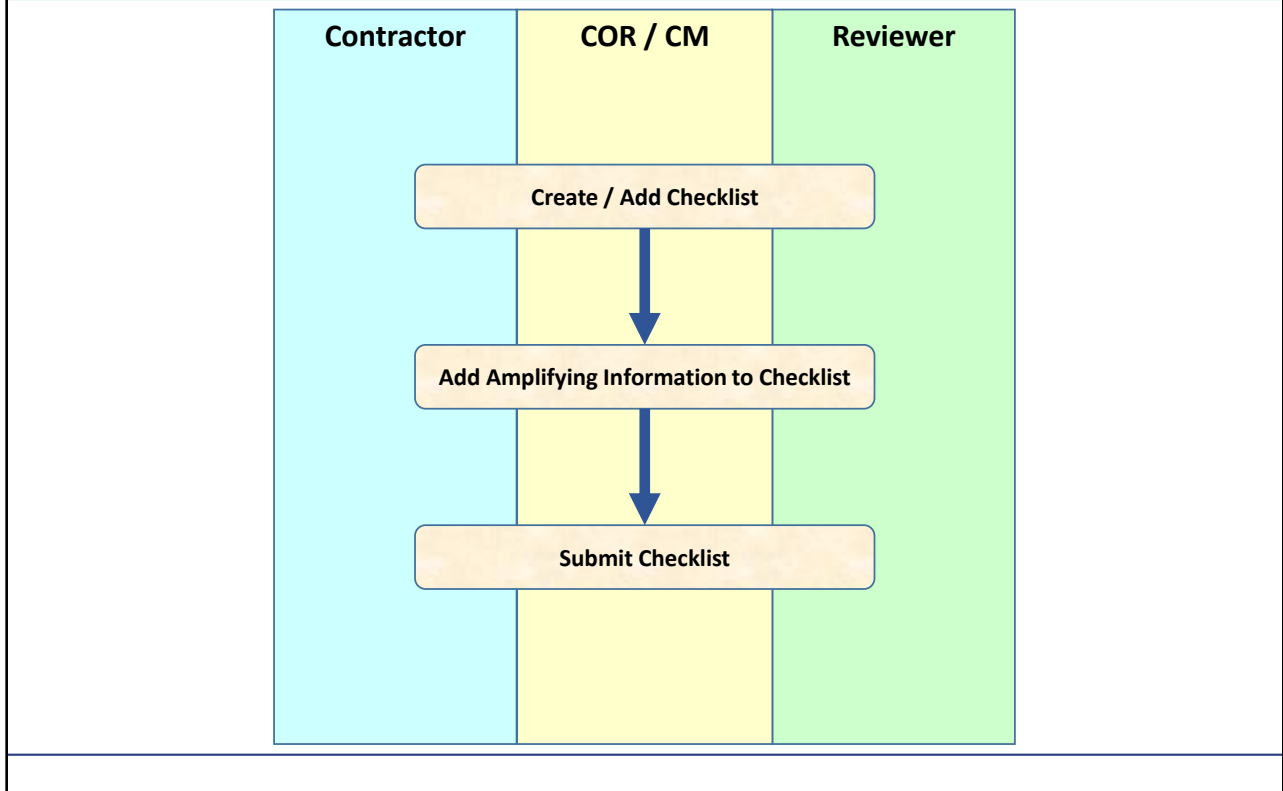 Contractor
COR / CM
Reviewer
Create / Add Checklist
Add Amplifying Information to Checklist
Submit Checklist